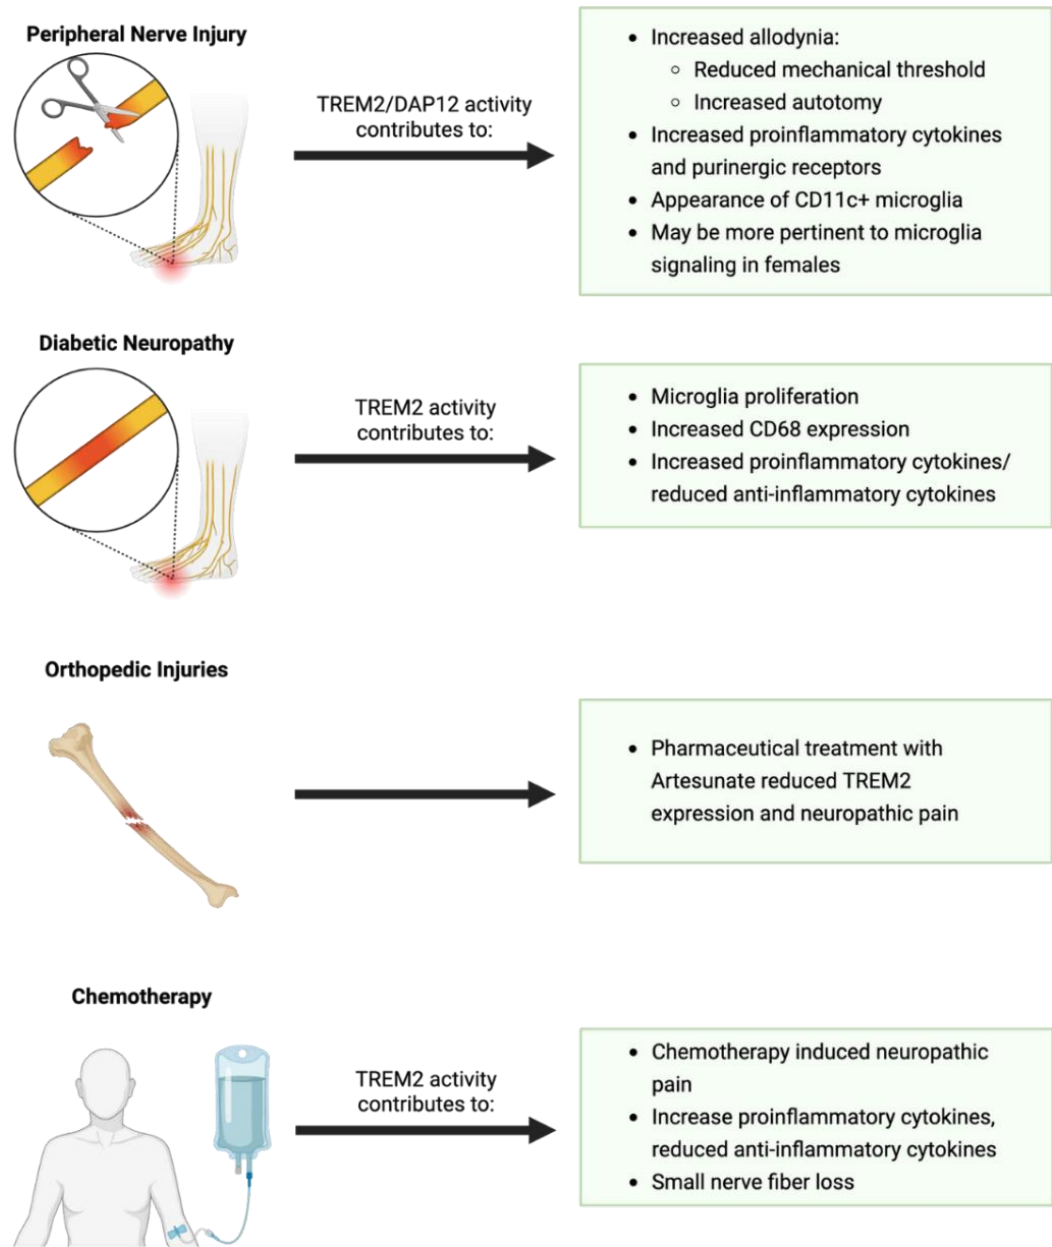 Peripheral Nerve Injury
TREM2/DAP12 activity
contributes to:
• Increased allodynia:
○ Reduced mechanical threshold
○ Increased autotomy
• Increased proinflammatory cytokines
and purinergic receptors
• Appearance of CD11c+ microglia
• May be more pertinent to microglia
signaling in females
Diabetic Neuropathy
TREM2 activity
contributes to:
• Microglia proliferation
• Increased CD68 expression
• Increased proinflammatory cytokines/
reduced anti-inflammatory cytokines
Orthopedic Injuries
• Pharmaceutical treatment with
Artesunate reduced TREM2
expression and neuropathic pain
Chemotherapy
TREM2 activity
contributes to:
• Chemotherapy induced neuropathic
pain
• Increase proinflammatory cytokines,
reduced anti-inflammatory cytokines
• Small nerve fiber loss